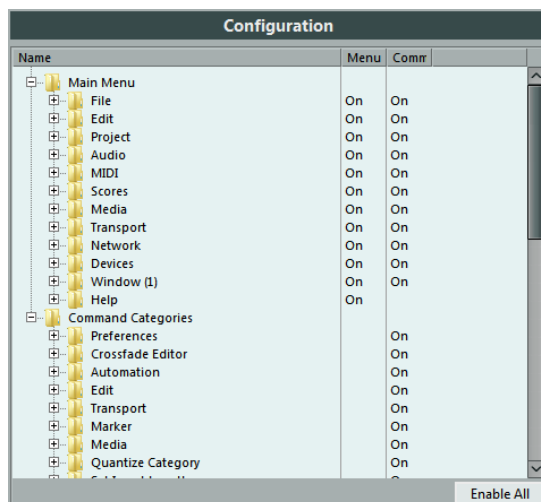 Configuration
Name Menu Comm
Main Menu
File On On
Edit On On
Project On On
Audio On On
MIDI On On
Scores On On
Media On On
Transport On On
Network On On
Devices On On
Window (1) On On
Help On
Command Categories
Preferences On
Crossfade Editor On
Automation On
Edit On
Transport On
Marker On
Media On
Quantize Category On
Enable All